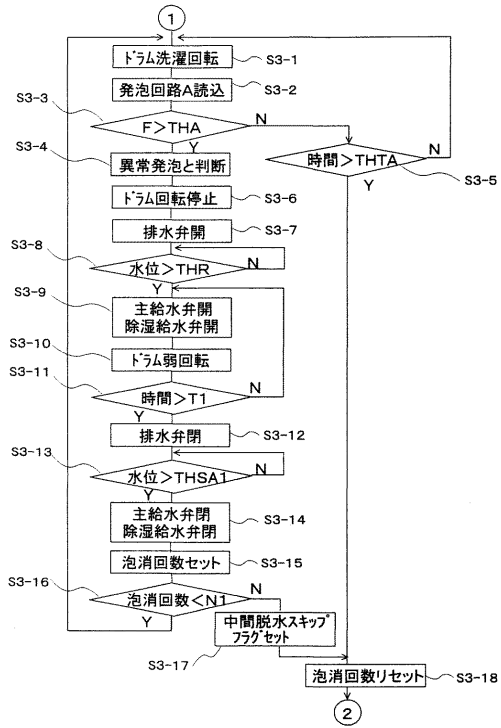 1
ドラム洗濯回転
S3-1
発泡回路A読込
S3-2
S3-3
F>THA
N
Y
S3-4
異常発泡と判断
時間>THTA
N
Y
S3-5
ドラム回転停止
S3-6
排水弁開
S3-7
S3-8
水位>THR
N
Y
S3-9
主給水弁開
除湿給水弁開
S3-10
ドラム弱回転
S3-11
時間>T1
N
Y
排水弁閉
S3-12
S3-13
水位>THSA1
N
Y
主給水弁閉
除湿給水弁閉
S3-14
泡消回数セット
S3-15
S3-16
泡消回数<N1
N
Y
中間脱水スキップ
フラグセット
S3-17
泡消回数リセット
S3-18
2